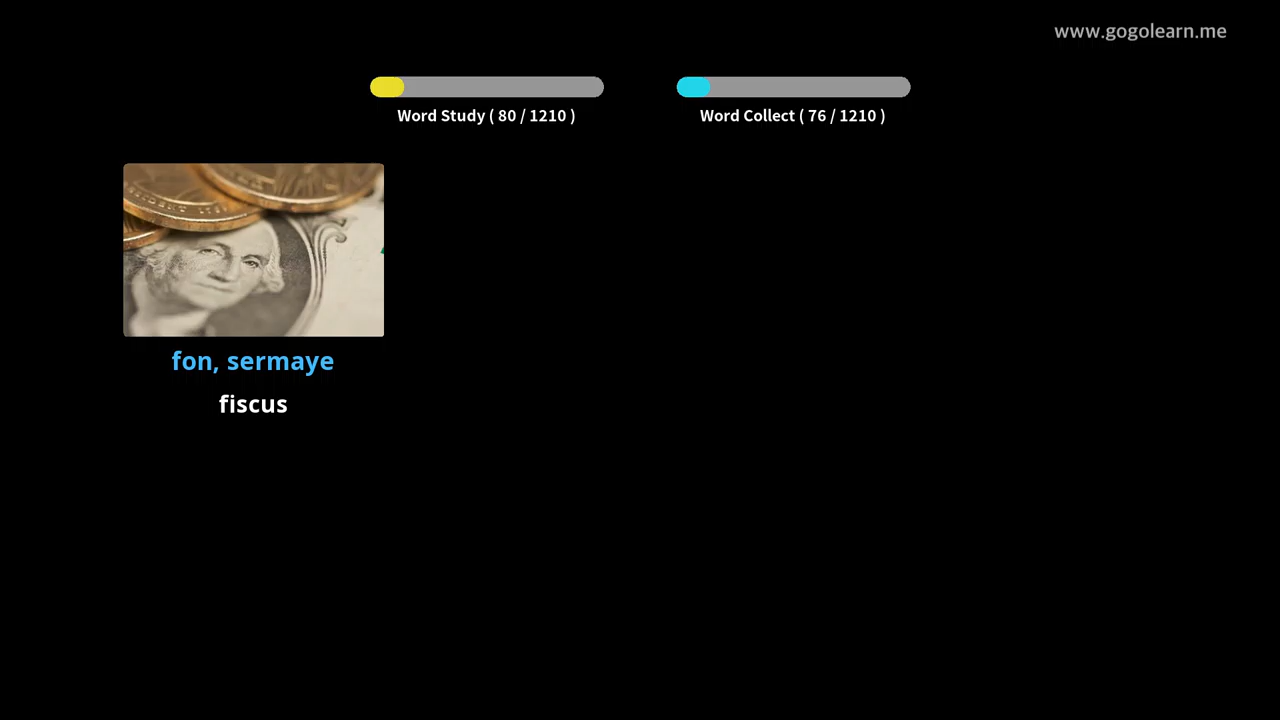 www.gogolearn.me
Word Study ( 80 / 1210 )
Word Collect ( 76 / 1210 )
fon, sermaye
fiscus